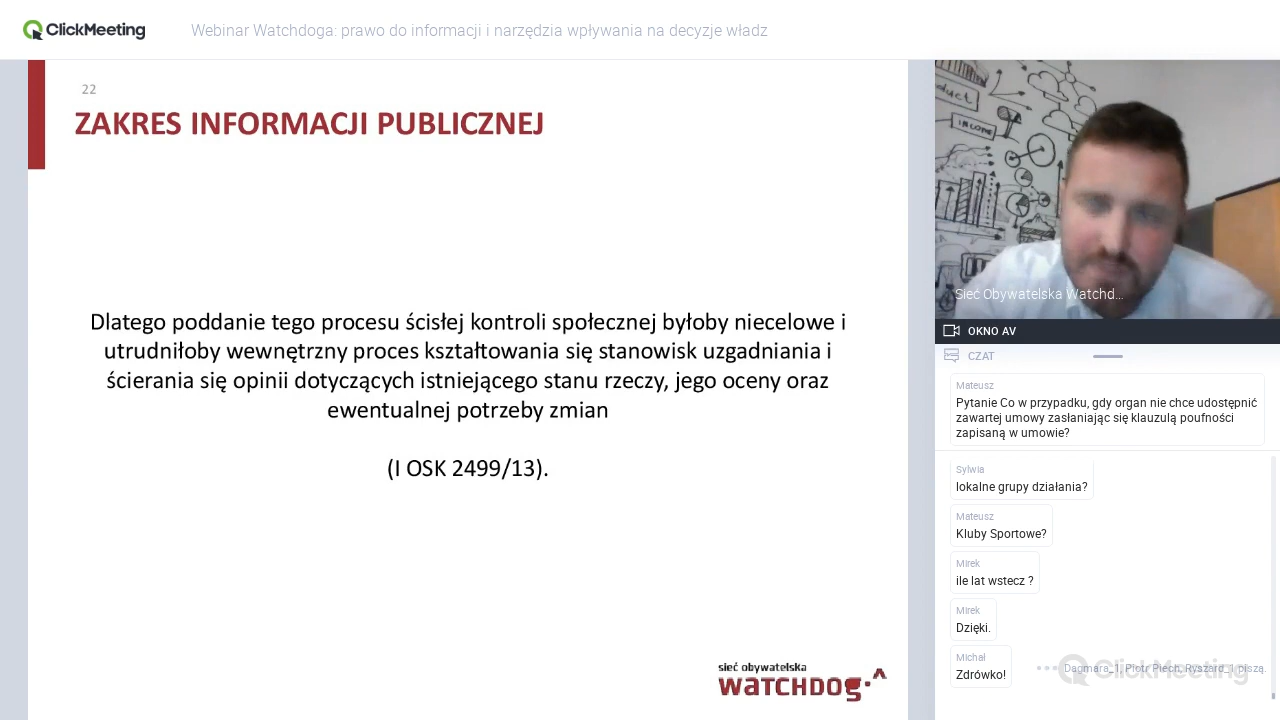 ClickMeeting
Webinar Watchdoga: prawo do informacji i narzędzia wpływania na decyzje władz
22
ZAKRES INFORMACJI PUBLICZNEJ
Dlatego poddanie tego procesu ścisłej kontroli społecznej byłoby niecelowe i
utrudniłoby wewnętrzny proces kształtowania się stanowisk uzgadniania i
ścierania się opinii dotyczących istniejącego stanu rzeczy, jego oceny oraz
ewentualnej potrzeby zmian
(I OSK 2499/13).
sieć obywatelska
WATCHDOG
duct
INCOME
Sieć Obywatelska Watchd...
OKNO AV
CZAT
Mateusz
Pytanie Co w przypadku, gdy organ nie chce udostępnić
zawartej umowy zasłaniając się klauzulą poufności
zapisaną w umowie?
Sylwia
lokalne grupy działania?
Mateusz
Kluby Sportowe?
Mirek
ile lat wstecz ?
Mirek
Dzięki.
Michał
Zdrówko!
Dagmara_1, Piotr Piech, Ryszard_1 piszą.
ClickMeeting